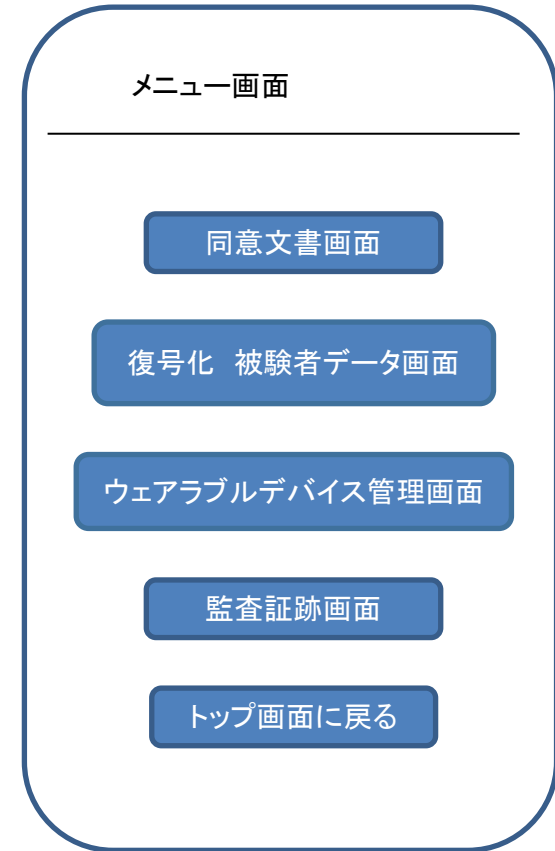 メニュー画面
同意文書画面
復号化　被験者データ画面
ウェアラブルデバイス管理画面
監査証跡画面
トップ画面に戻る